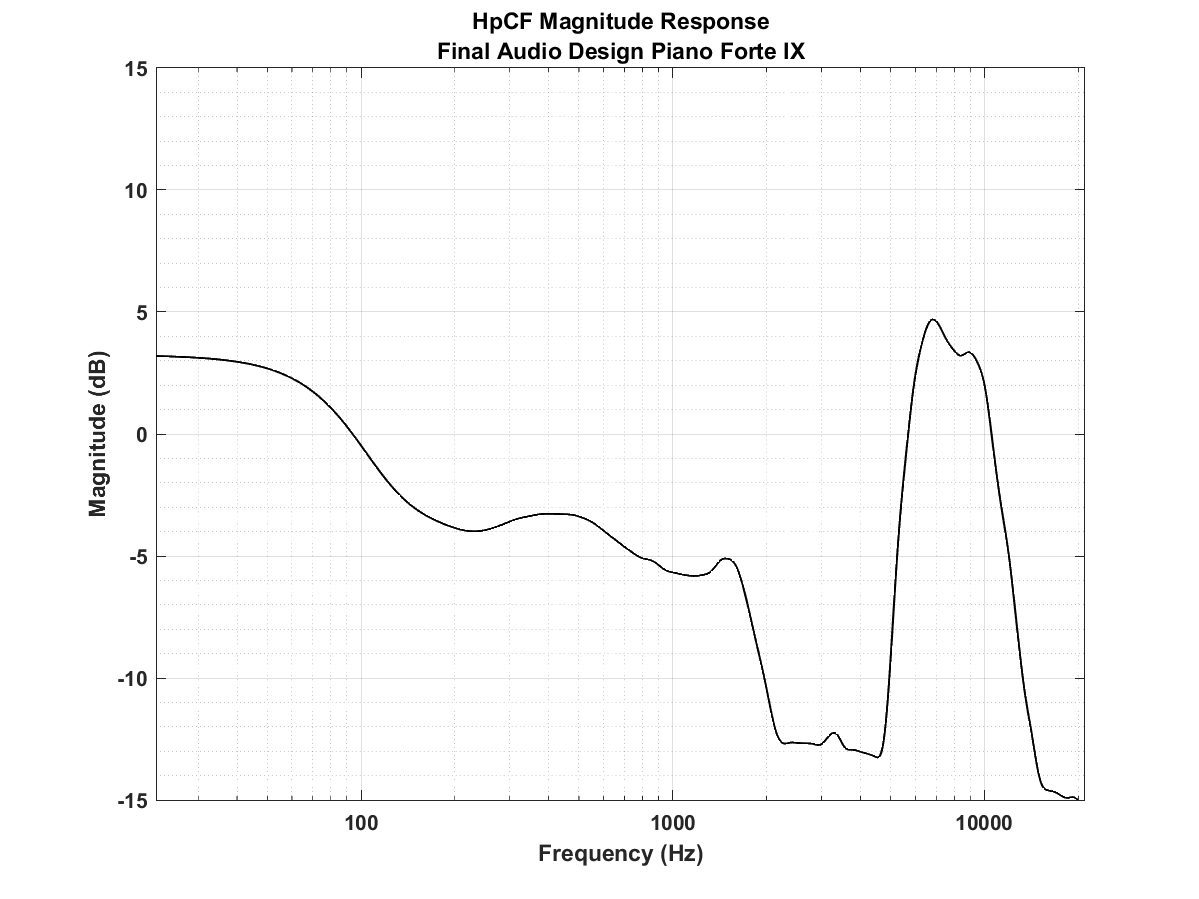 HpCF Magnitude Response
Final Audio Design Piano Forte IX
15
10
5
0
-5
-10
-15
Magnitude (dB)
100
1000
10000
Frequency (Hz)